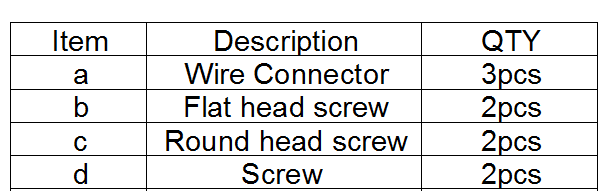 Item Description QTY
a Wire Connector 3pcs
b Flat head screw 2pcs
c Round head screw 2pcs
d Screw 2pcs